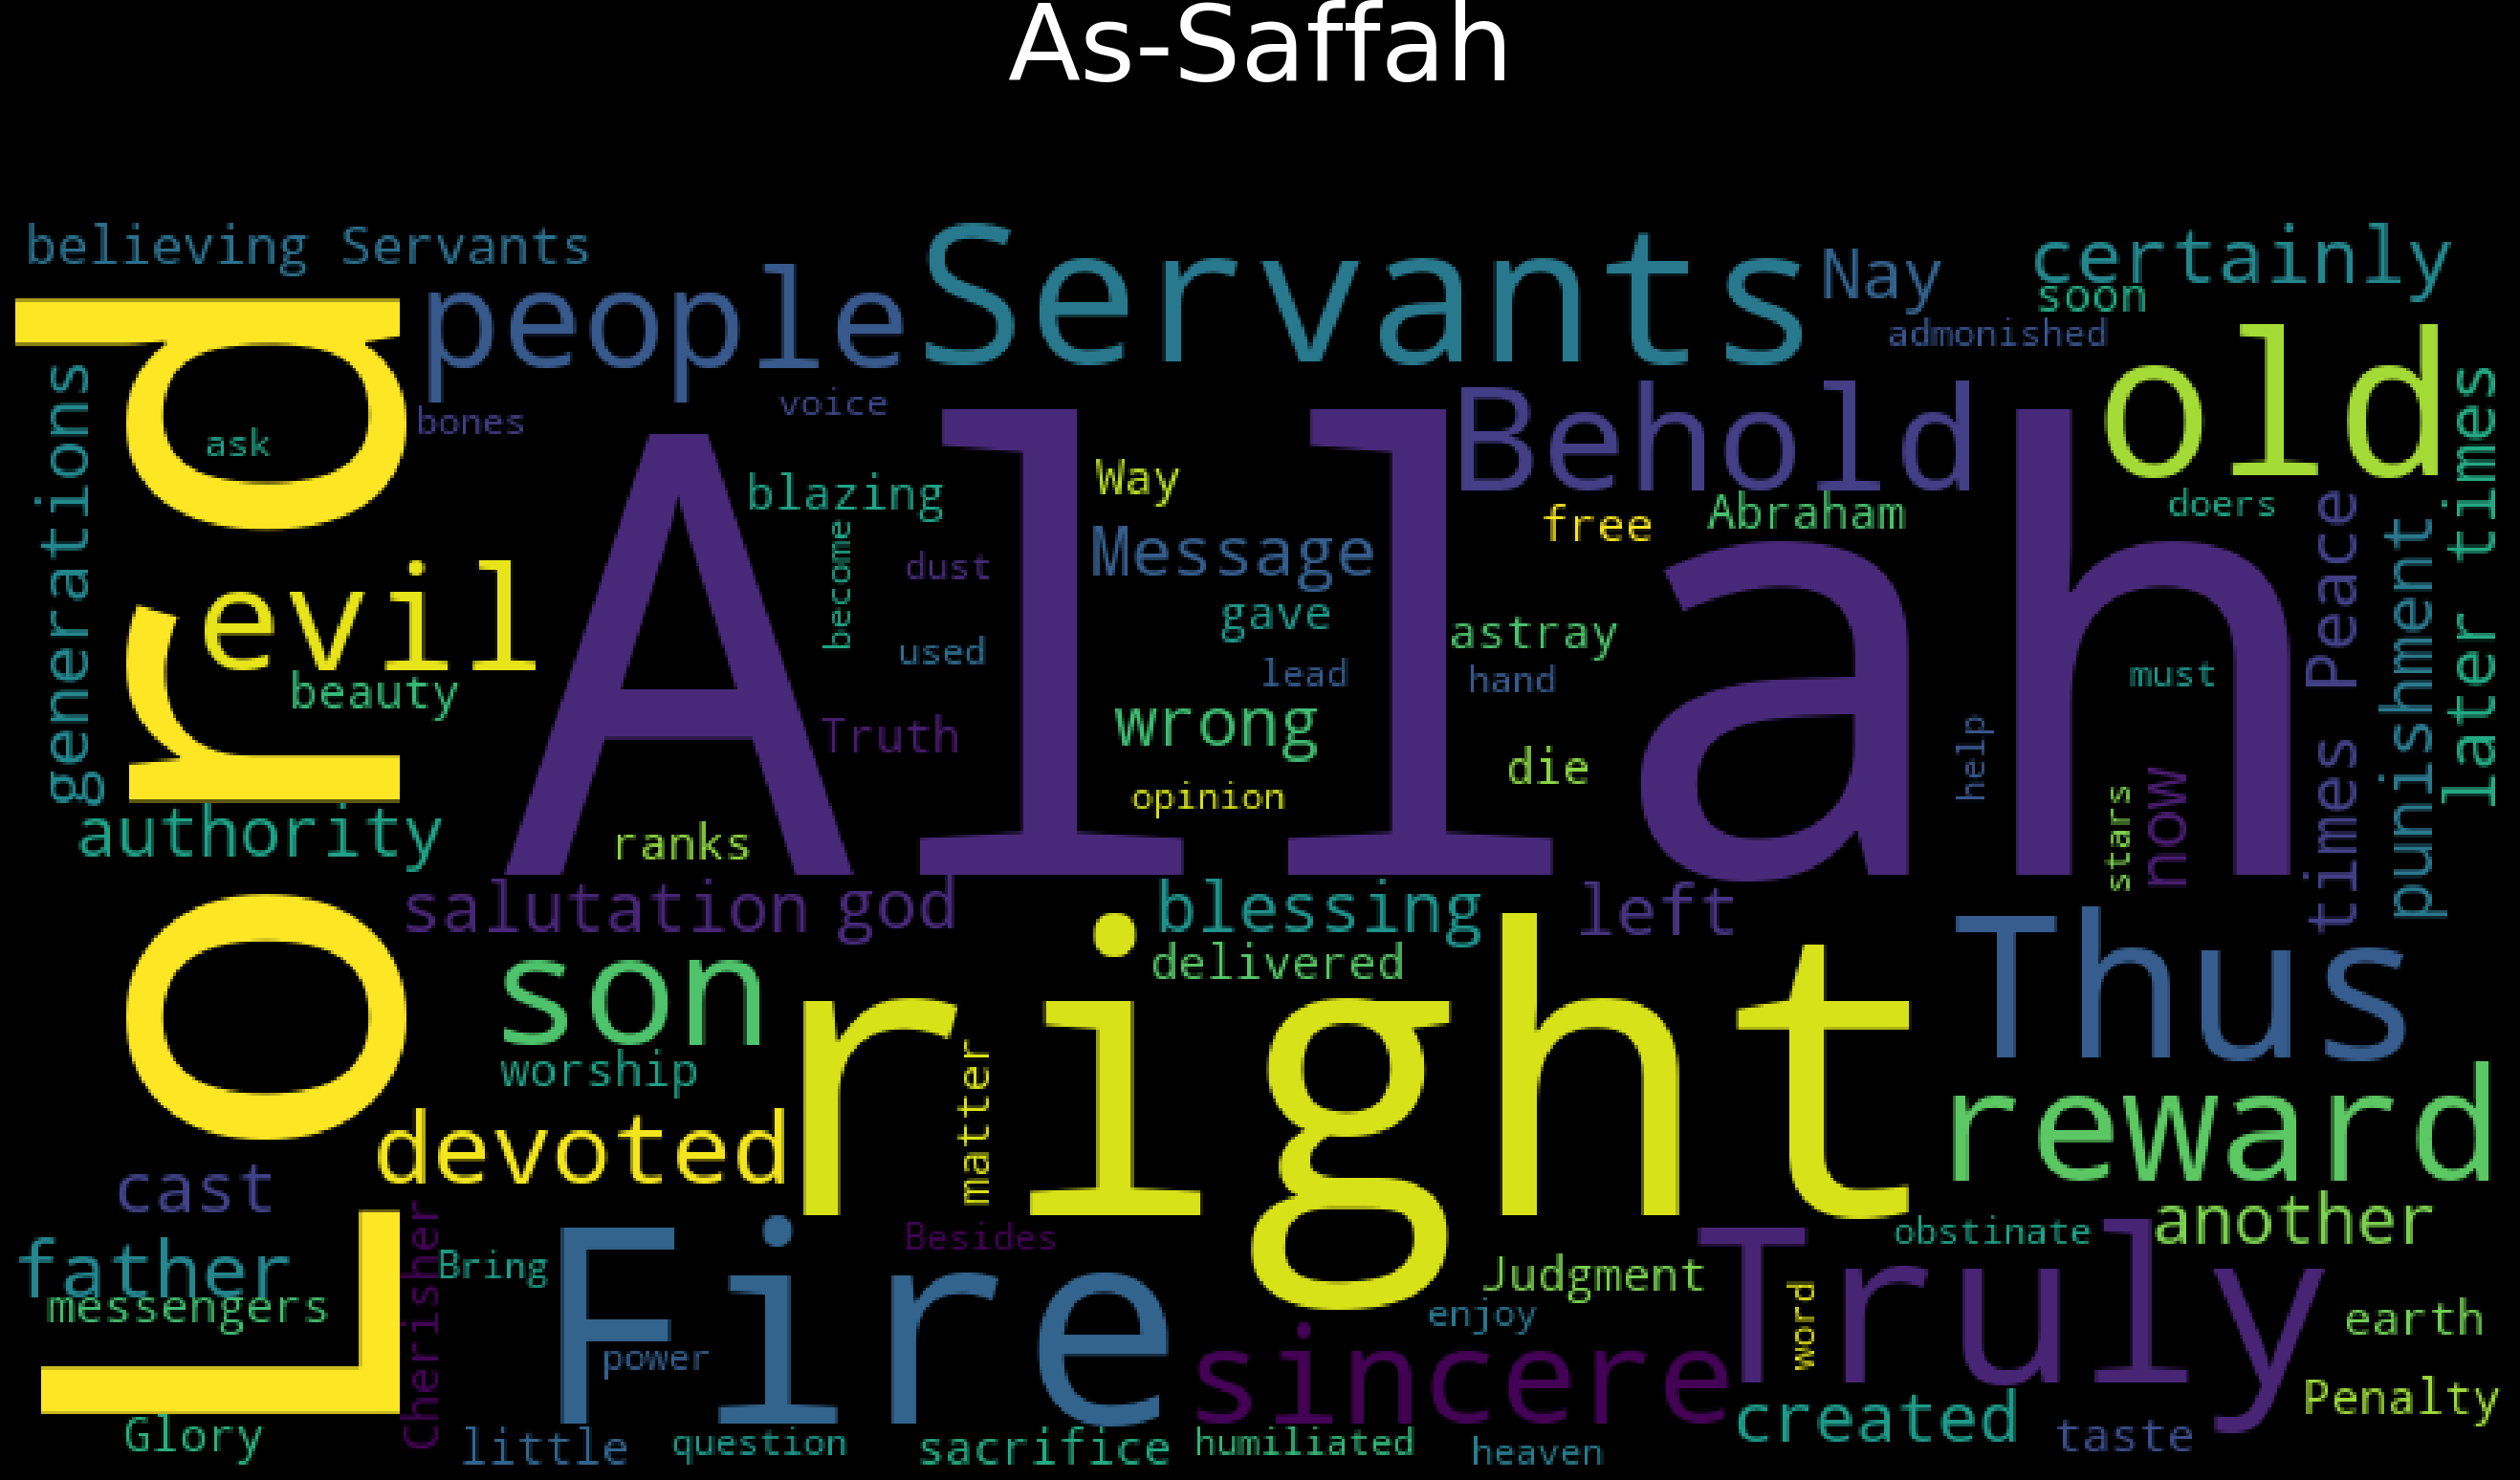 As-Saffah
believing Servants
people
Servants
Nay
certainly
soon
admonished
Lord
generations
ask
bones
voice
Behold
old
later times
Allah
blazing
Way
free
Abraham
doers
times Peace
punishment
become
dust
Message
evil
beauty
used
gave
lead
astray
hand
must
Truth
wrong
help
die
opinion
stars
now
authority
ranks
salutation
god
blessing
left
delivered
Thus
son
right
worship
matter
reward
devoted
cast
Cherisher
father
messengers
Bring
Besides
Fire
power
Judgment
enjoy
obstinate
another
Truly
word
earth
sincere
Penalty
created
taste
Glory
little
question
sacrifice
humiliated
heaven